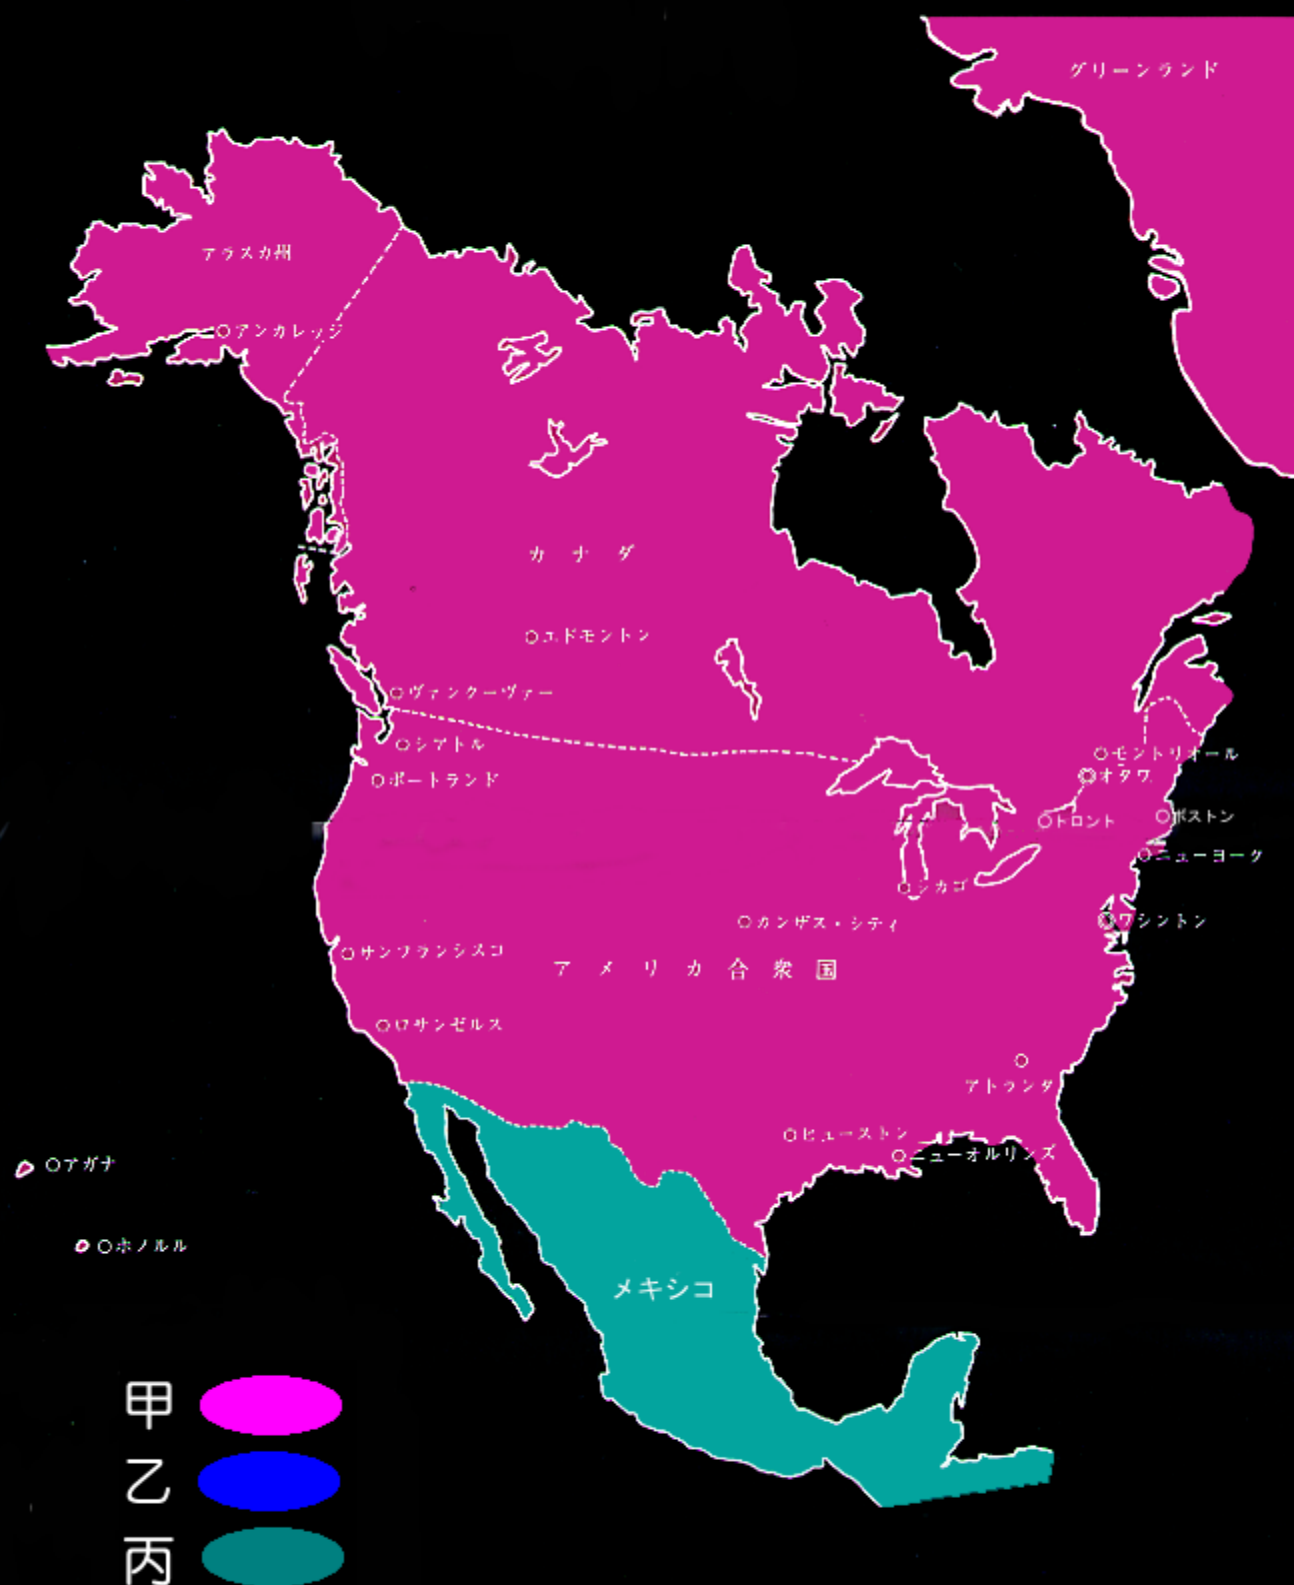 グリーンランド
アラスカ州
アンカレッジ
カナダ
エドモントン
ヴァンクーヴァー
シアトル
モントリオール
ポートランド
オタワ
トロント
ボストン
ニューヨーク
シカゴ
カンザス・シティ
ワシントン
サンフランシスコ
アメリカ合衆国
ロサンゼルス
アトランタ
ヒューストン
ニューオルリンズ
アガナ
ホノルル
メキシコ
甲
乙
丙